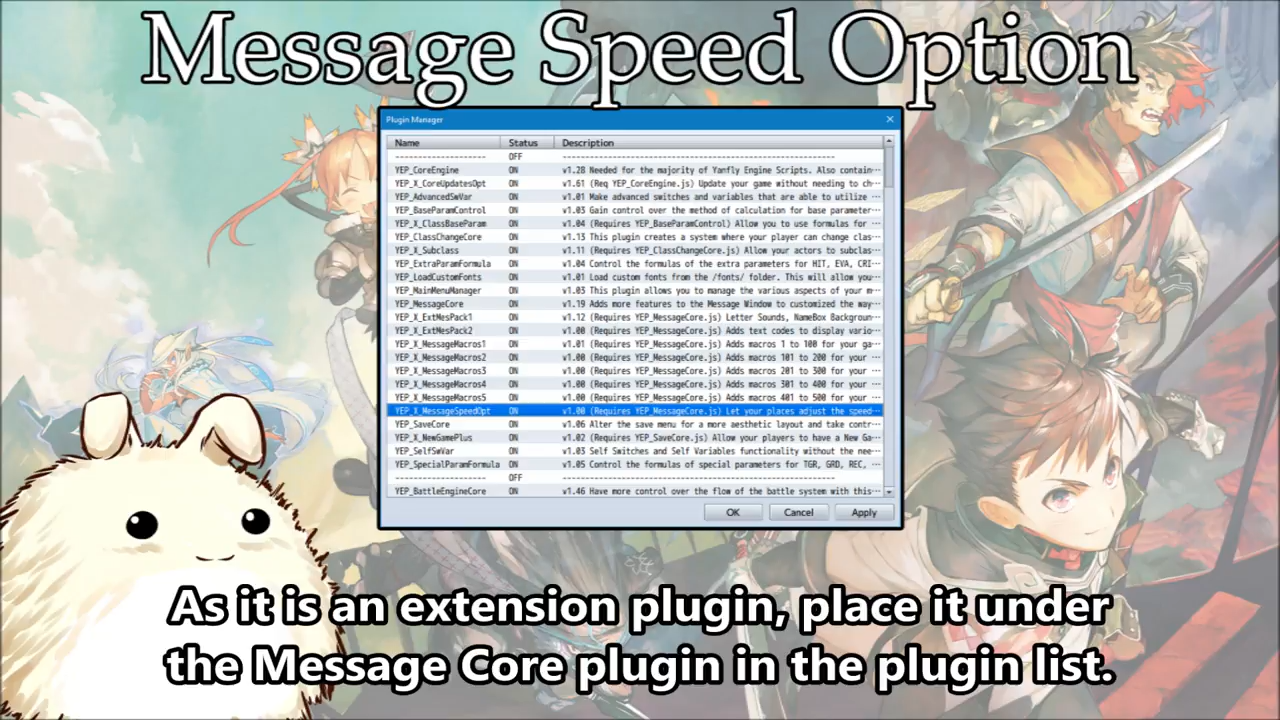 Message Speed Option
Plugin Manager
Name Status Description
------------------- OFF ---------------------------------------------------------
YEP_CoreEngine ON v1.28 Needed for the majority of Yanfly Engine Scripts. Also contain···
YEP_X_CoreUpdatesOpt ON v1.61 (Req YEP_CoreEngine.js) Update your game without needing to ch···
YEP_AdvancedSwVar ON v1.01 Make advanced switches and variables that are able to utilize ···
YEP_BaseParamControl ON v1.03 Gain control over the method of calculation for base parameter···
YEP_X_ClassBaseParam ON v1.04 (Requires YEP_BaseParamControl) Allow you to use formulas for ···
YEP_ClassChangeCore ON v1.13 This plugin creates a system where your player can change clas···
YEP_X_Subclass ON v1.11 (Requires YEP_ClassChangeCore.js) Allow your actors to subclas···
YEP_ExtraParamFormula ON v1.04 Control the formulas of the extra parameters for HIT, EVA, CRI···
YEP_LoadCustomFonts ON v1.01 Load custom fonts from the /fonts/ folder. This will allow you···
YEP_MainMenuManager ON v1.03 This plugin allows you to manage the various aspects of your m···
YEP_MessageCore ON v1.19 Adds more features to the Message Window to customized the way···
YEP_X_ExtMesPack1 ON v1.12 (Requires YEP_MessageCore.js) Letter Sounds, NameBox Backgroun···
YEP_X_ExtMesPack2 ON v1.00 (Requires YEP_MessageCore.js) Adds text codes to display vario···
YEP_X_MessageMacros1 ON v1.01 (Requires YEP_MessageCore.js) Adds macros 1 to 100 for your ga···
YEP_X_MessageMacros2 ON v1.00 (Requires YEP_MessageCore.js) Adds macros 101 to 200 for your ···
YEP_X_MessageMacros3 ON v1.00 (Requires YEP_MessageCore.js) Adds macros 201 to 300 for your ···
YEP_X_MessageMacros4 ON v1.00 (Requires YEP_MessageCore.js) Adds macros 301 to 400 for your ···
YEP_X_MessageMacros5 ON v1.00 (Requires YEP_MessageCore.js) Adds macros 401 to 500 for your ···
YEP_X_MessageSpeedOpt ON v1.00 (Requires YEP_MessageCore.js) Let your places adjust the speed···
YEP_SaveCore ON v1.06 Alter the save menu for a more aesthetic layout and take contr···
YEP_X_NewGamePlus ON v1.02 (Requires YEP_SaveCore.js) Allow your players to have a New Ga···
YEP_SelfSwVar ON v1.03 Self Switches and Self Variables functionality without the nee···
YEP_SpecialParamFormula ON v1.05 Control the formulas of special parameters for TGR, GRD, REC, ···
------------------- OFF ---------------------------------------------------------
YEP_BattleEngineCore ON v1.46 Have more control over the flow of the battle system with this···
OK Cancel Apply
As it is an extension plugin, place it under
the Message Core plugin in the plugin list.